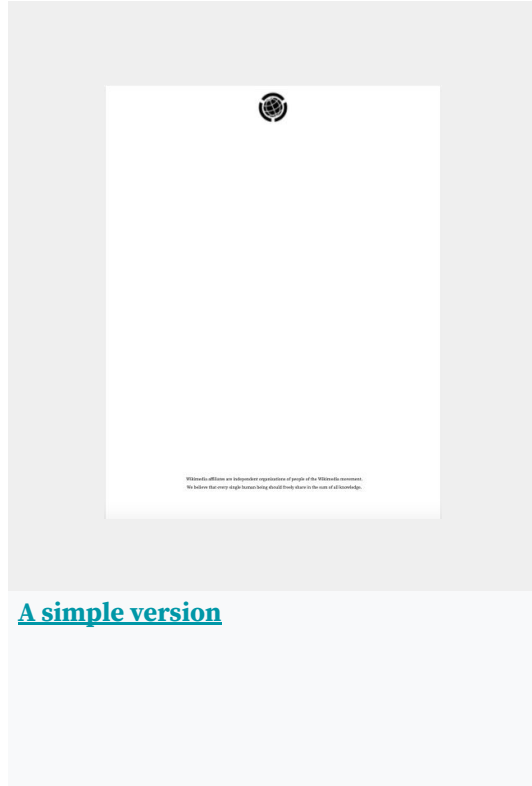 Wikimedia affiliates are independent organisations of people of the Wikimedia movement.
We believe that every single human being should freely share in the sum of all knowledge.
A simple version